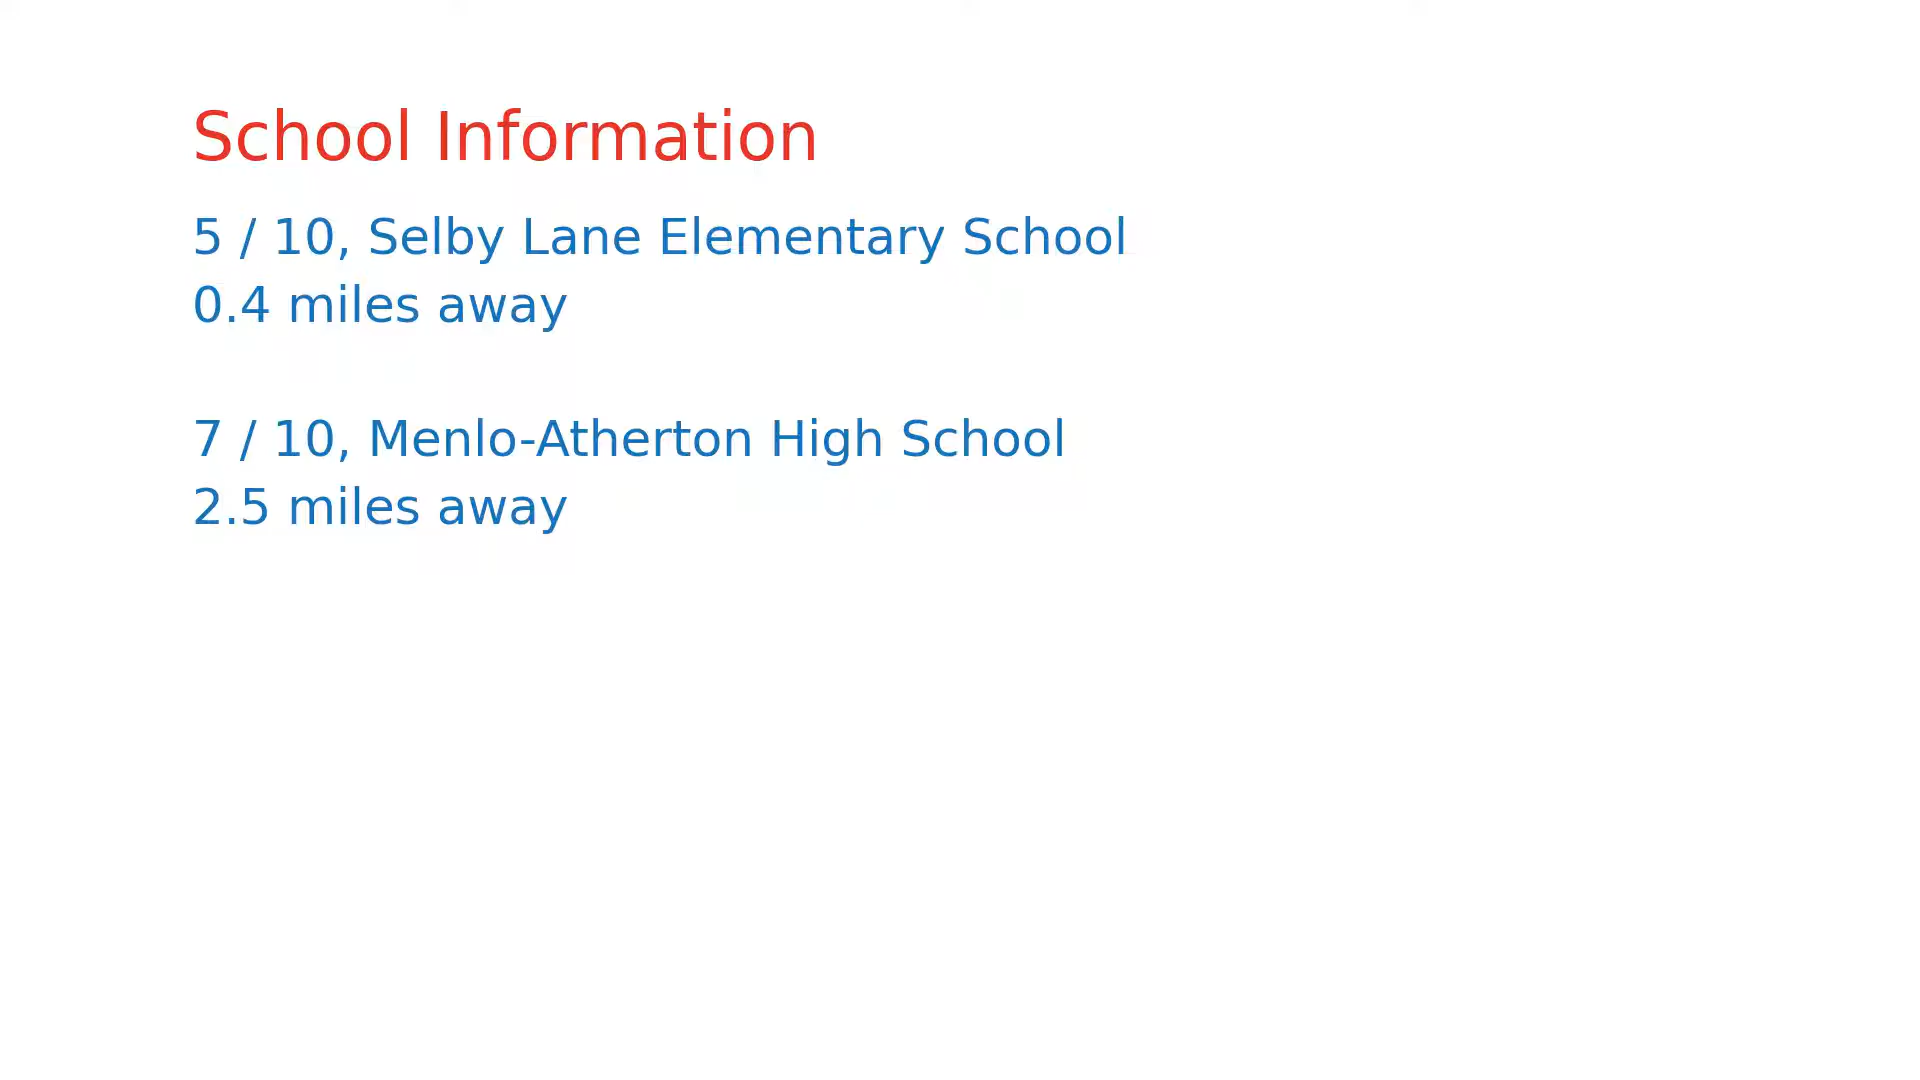 School Information
5 / 10, Selby Lane Elementary School
0.4 miles away
7 / 10, Menlo-Atherton High School
2.5 miles away